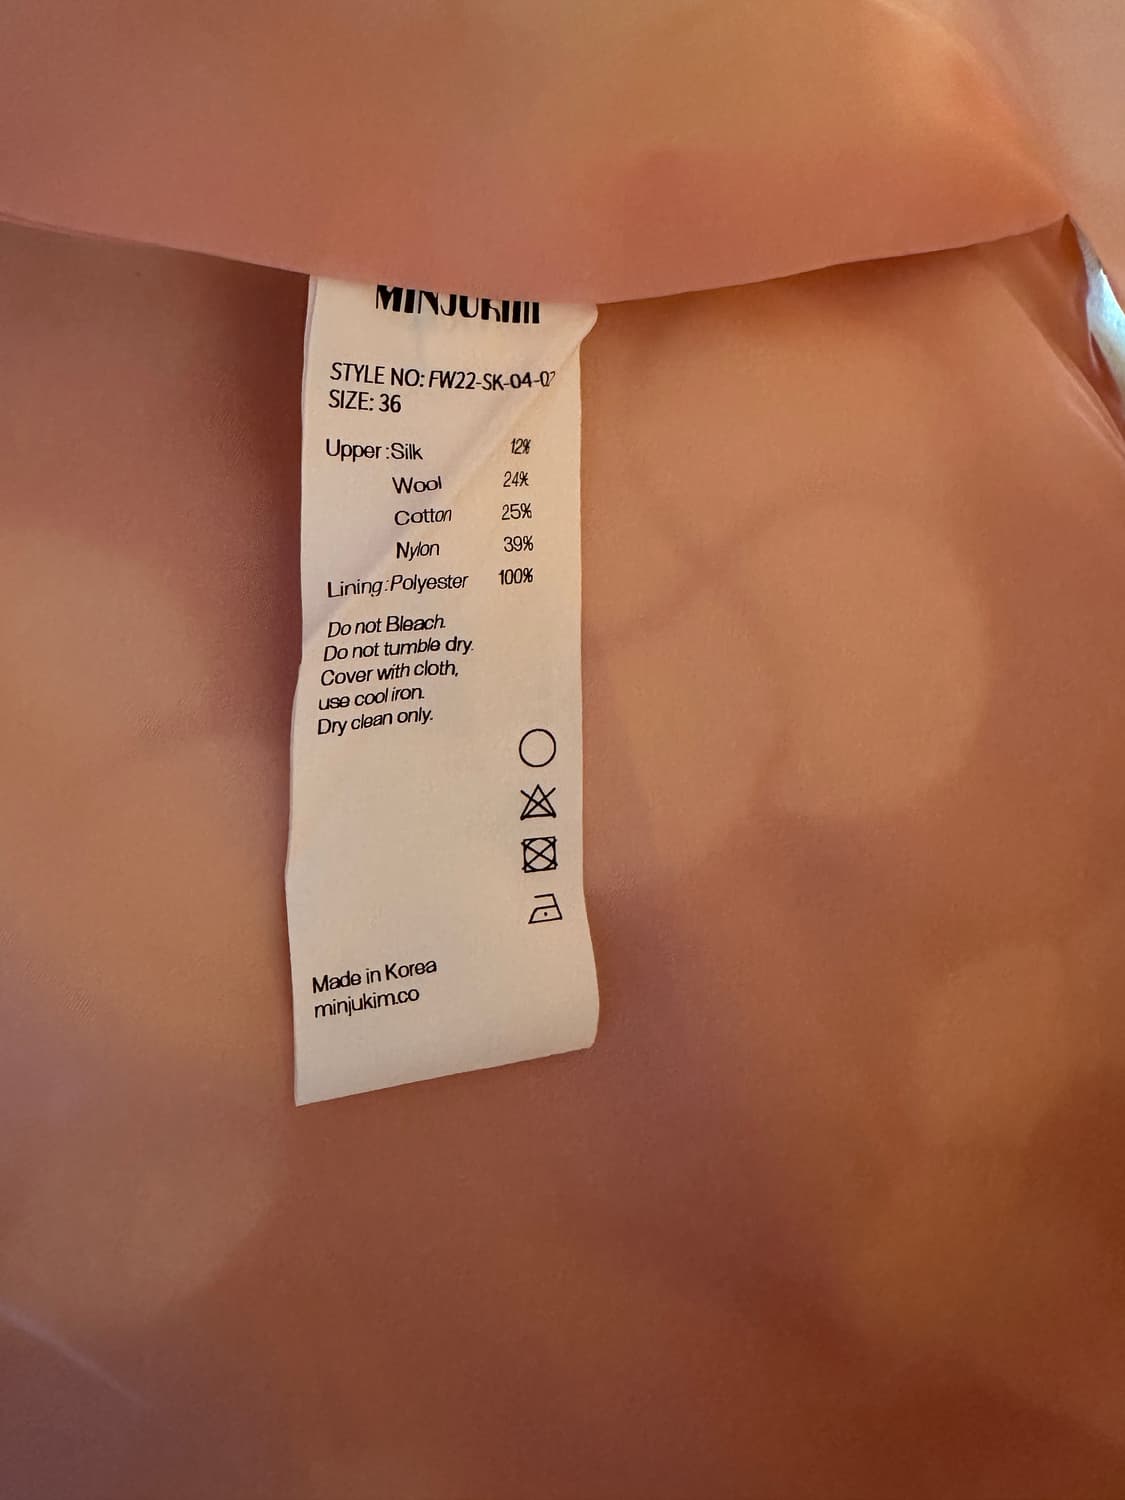 MINJUKIM
STYLE NO: FW22-SK-04-02
SIZE: 36
Upper:Silk 12%
Wool 24%
Cotton 25%
Nylon 39%
Lining:Polyester 100%
Do not Bleach.
Do not tumble dry.
Cover with cloth,
use cool iron.
Dry clean only.
Made in Korea
minjukim.co